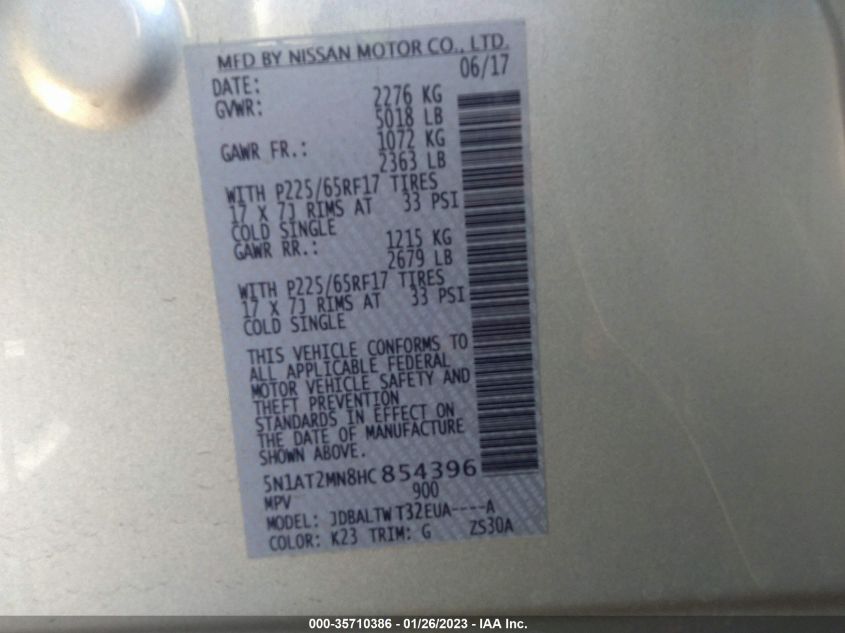 MFD BY NISSAN MOTOR CO., LTD.
DATE: 06/17
GVWR: 2276 KG
5018 LB
GAWR FR.: 1072 KG
2363 LB
WITH P225/65RF17 TIRES
17 X 7J RIMS AT 33 PSI
COLD SINGLE
GAWR RR.: 1215 KG
2679 LB
WITH P225/65RF17 TIRES
17 X 7J RIMS AT 33 PSI
COLD SINGLE
THIS VEHICLE CONFORMS TO
ALL APPLICABLE FEDERAL
MOTOR VEHICLE SAFETY AND
THEFT PREVENTION
STANDARDS IN EFFECT ON
THE DATE OF MANUFACTURE
SHOWN ABOVE.
5N1AT2MN8HC854396
MPV 900
MODEL: JDBALTWT32EUA----A
COLOR: K23 TRIM: G ZS30A
000-35710386 - 01/26/2023 - IAA Inc.